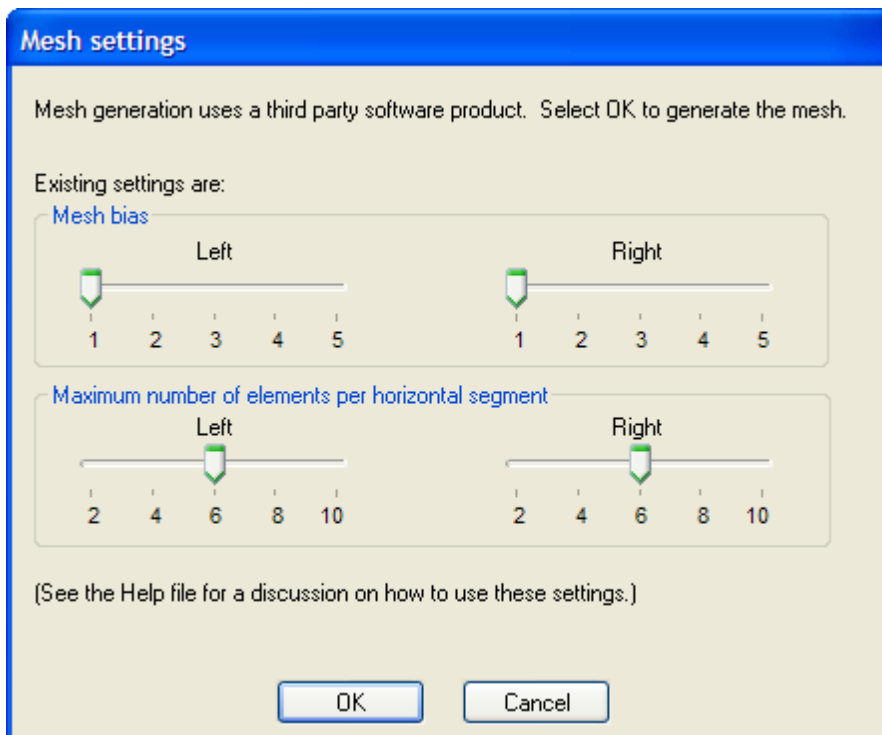 Mesh settings
Mesh generation uses a third party software product.  Select OK to generate the mesh.
Existing settings are:
Mesh bias
Left
1 2 3 4 5
Right
1 2 3 4 5
Maximum number of elements per horizontal segment
Left
2 4 6 8 10
Right
2 4 6 8 10
(See the Help file for a discussion on how to use these settings.)
OK
Cancel